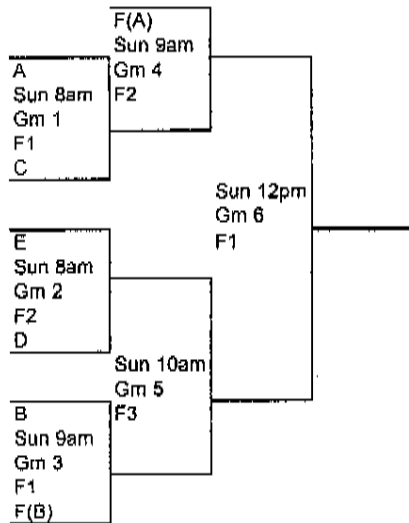 F(A)
Sun 9am
Gm 4
F2
A
Sun 8am
Gm 1
F1
C
Sun 12pm
Gm 6
F1
E
Sun 8am
Gm 2
F2
D
Sun 10am
Gm 5
F3
B
Sun 9am
Gm 3
F1
F(B)